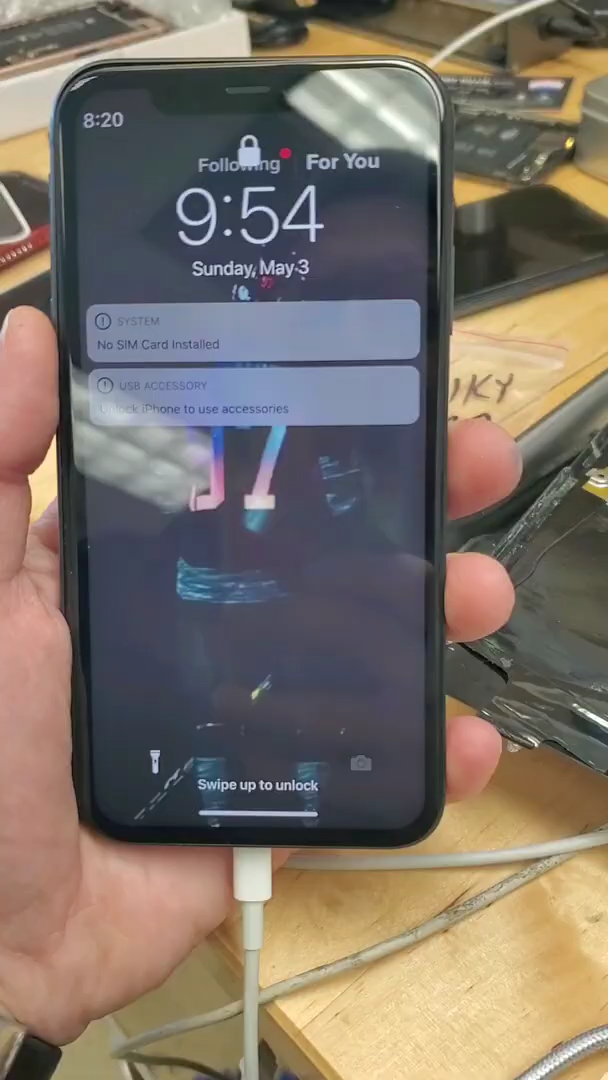 8:20
Following For You
9:54
Sunday, May 3
SYSTEM
No SIM Card Installed
USB ACCESSORY
Unlock iPhone to use accessories
Swipe up to unlock